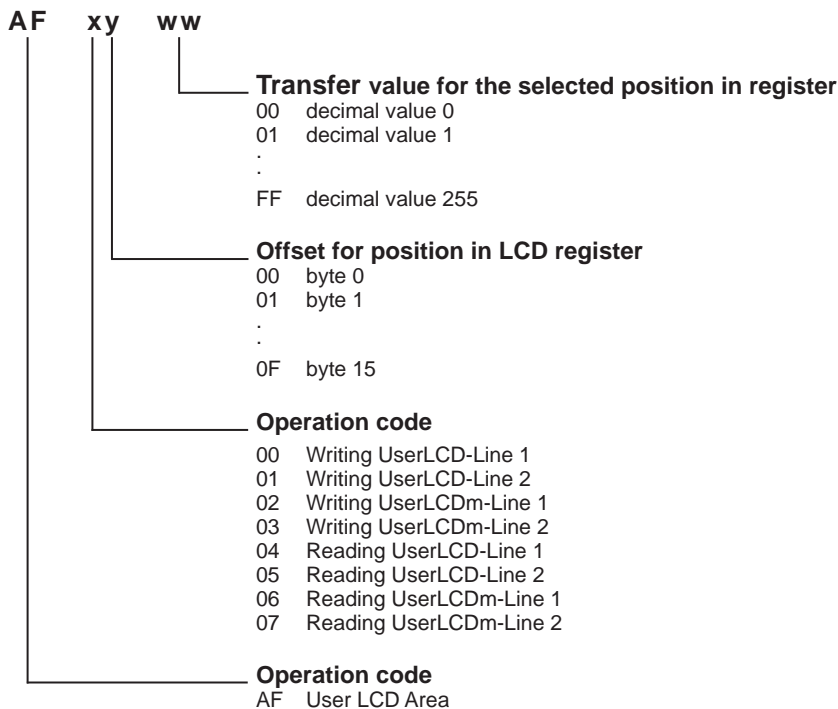 AF xy ww
Transfer value for the selected position in register
00 decimal value 0
01 decimal value 1
.
.
FF decimal value 255
Offset for position in LCD register
00 byte 0
01 byte 1
.
.
0F byte 15
Operation code
00 Writing UserLCD-Line 1
01 Writing UserLCD-Line 2
02 Writing UserLCDm-Line 1
03 Writing UserLCDm-Line 2
04 Reading UserLCD-Line 1
05 Reading UserLCD-Line 2
06 Reading UserLCDm-Line 1
07 Reading UserLCDm-Line 2
Operation code
AF User LCD Area